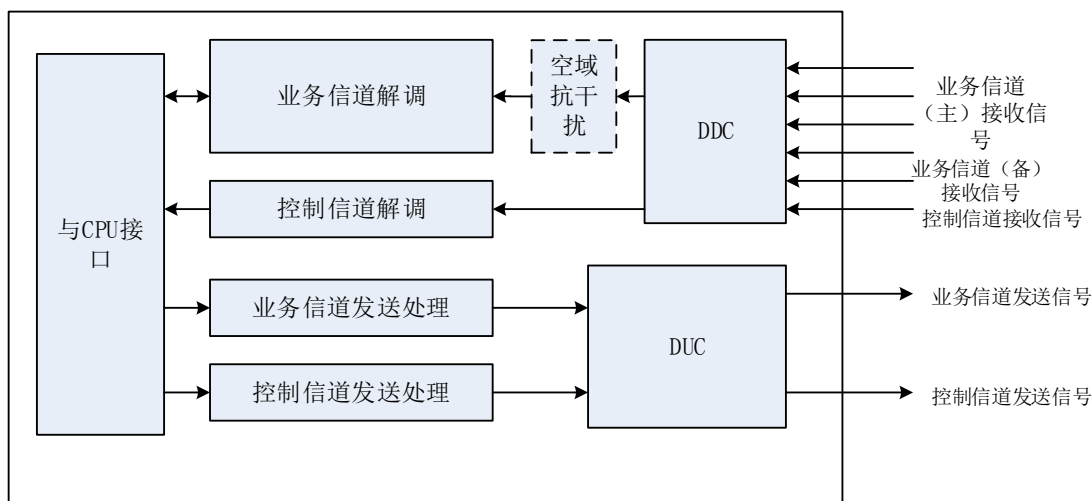 与CPU接
口
业务信道解调
空域
抗干
扰
DDC
业务信道
（主）接收信
号
业务信道（备）
接收信号
控制信道接收信号
控制信道解调
业务信道发送处理
控制信道发送处理
DUC
业务信道发送信号
控制信道发送信号